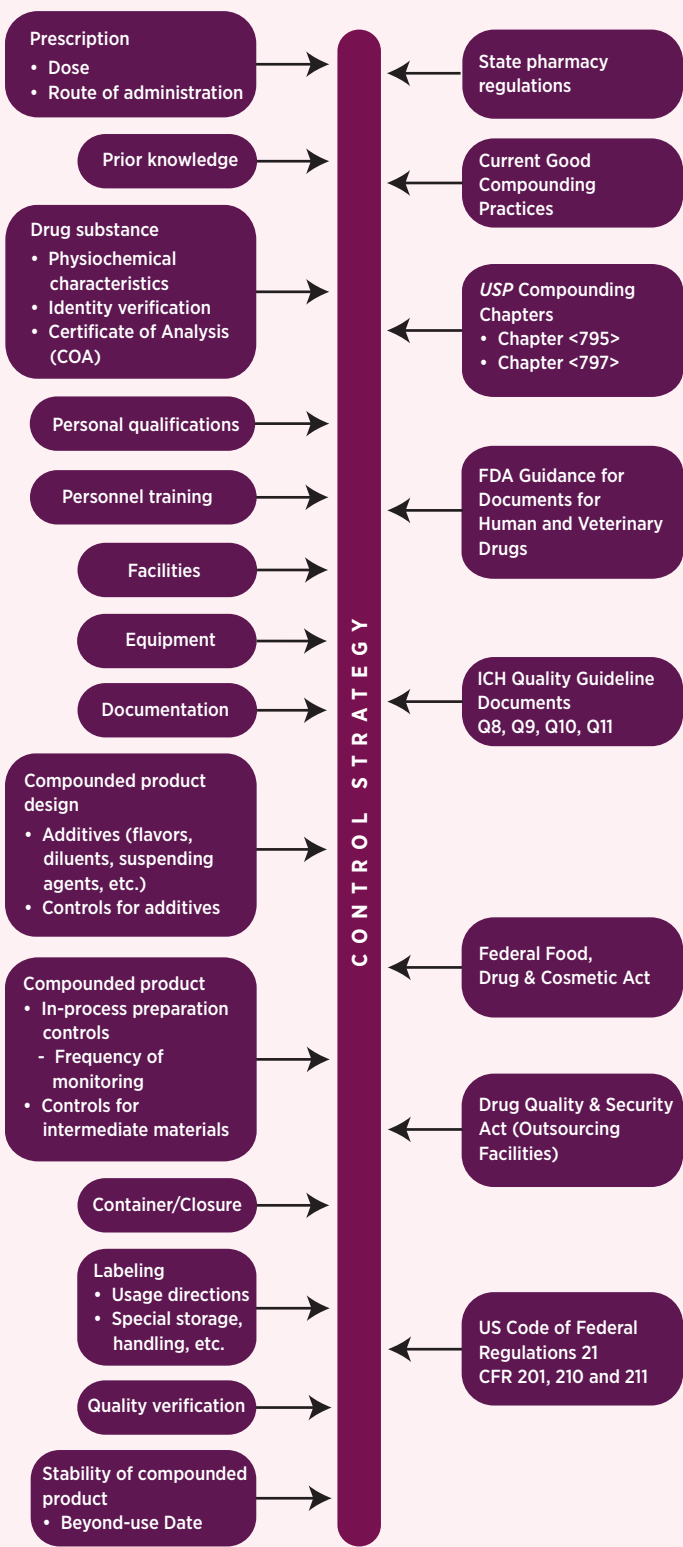 Prescription
• Dose
• Route of administration
Prior knowledge
Drug substance
• Physiochemical
characteristics
• Identity verification
• Certificate of Analysis
(COA)
Personal qualifications
Personnel training
Facilities
Equipment
Documentation
Compounded product
design
• Additives (flavors,
diluents, suspending
agents, etc.)
• Controls for additives
Compounded product
• In-process preparation
controls
- Frequency of
monitoring
• Controls for
intermediate materials
Container/Closure
Labeling
• Usage directions
• Special storage,
handling, etc.
Quality verification
Stability of compounded
product
• Beyond-use Date
CONTROL STRATEGY
State pharmacy
regulations
Current Good
Compounding
Practices
USP Compounding
Chapters
• Chapter <795>
• Chapter <797>
FDA Guidance for
Documents for
Human and Veterinary
Drugs
ICH Quality Guideline
Documents
Q8, Q9, Q10, Q11
Federal Food,
Drug & Cosmetic Act
Drug Quality & Security
Act (Outsourcing
Facilities)
US Code of Federal
Regulations 21
CFR 201, 210 and 211